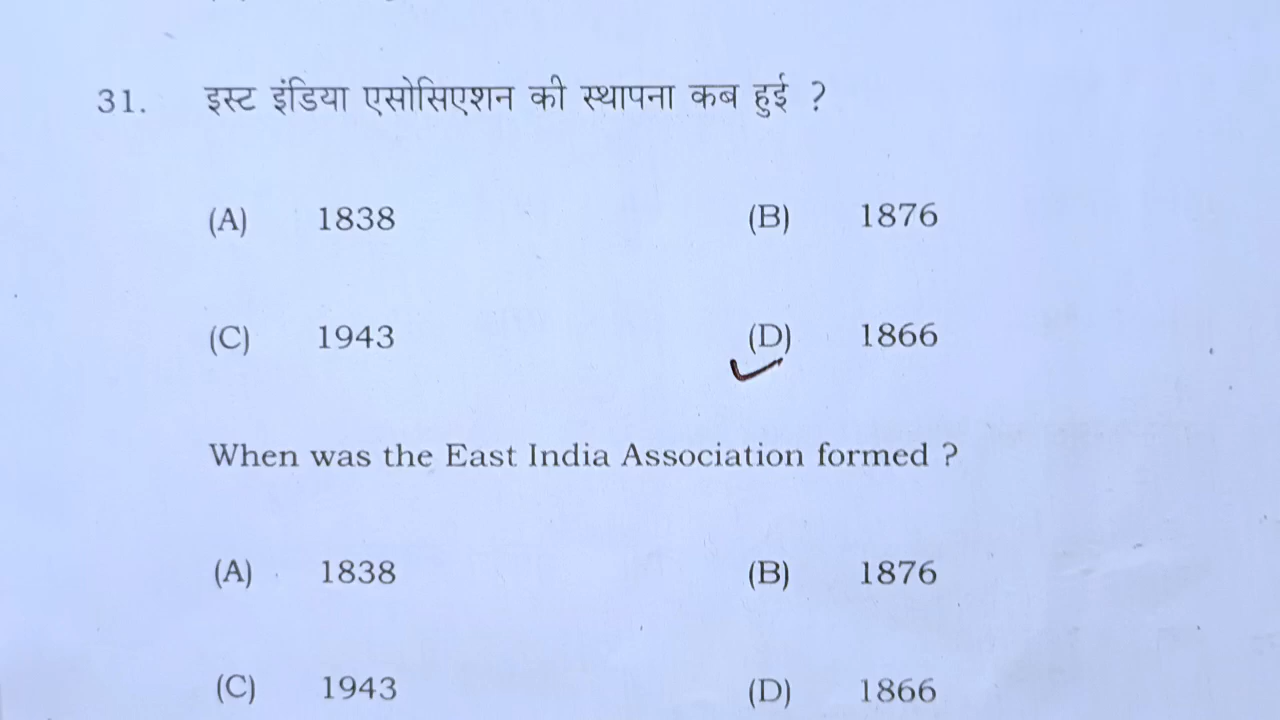 31. इस्ट इंडिया एसोसिएशन की स्थापना कब हुई ?
(A) 1838 (B) 1876
(C) 1943 (D) 1866
When was the East India Association formed ?
(A) 1838 (B) 1876
(C) 1943 (D) 1866